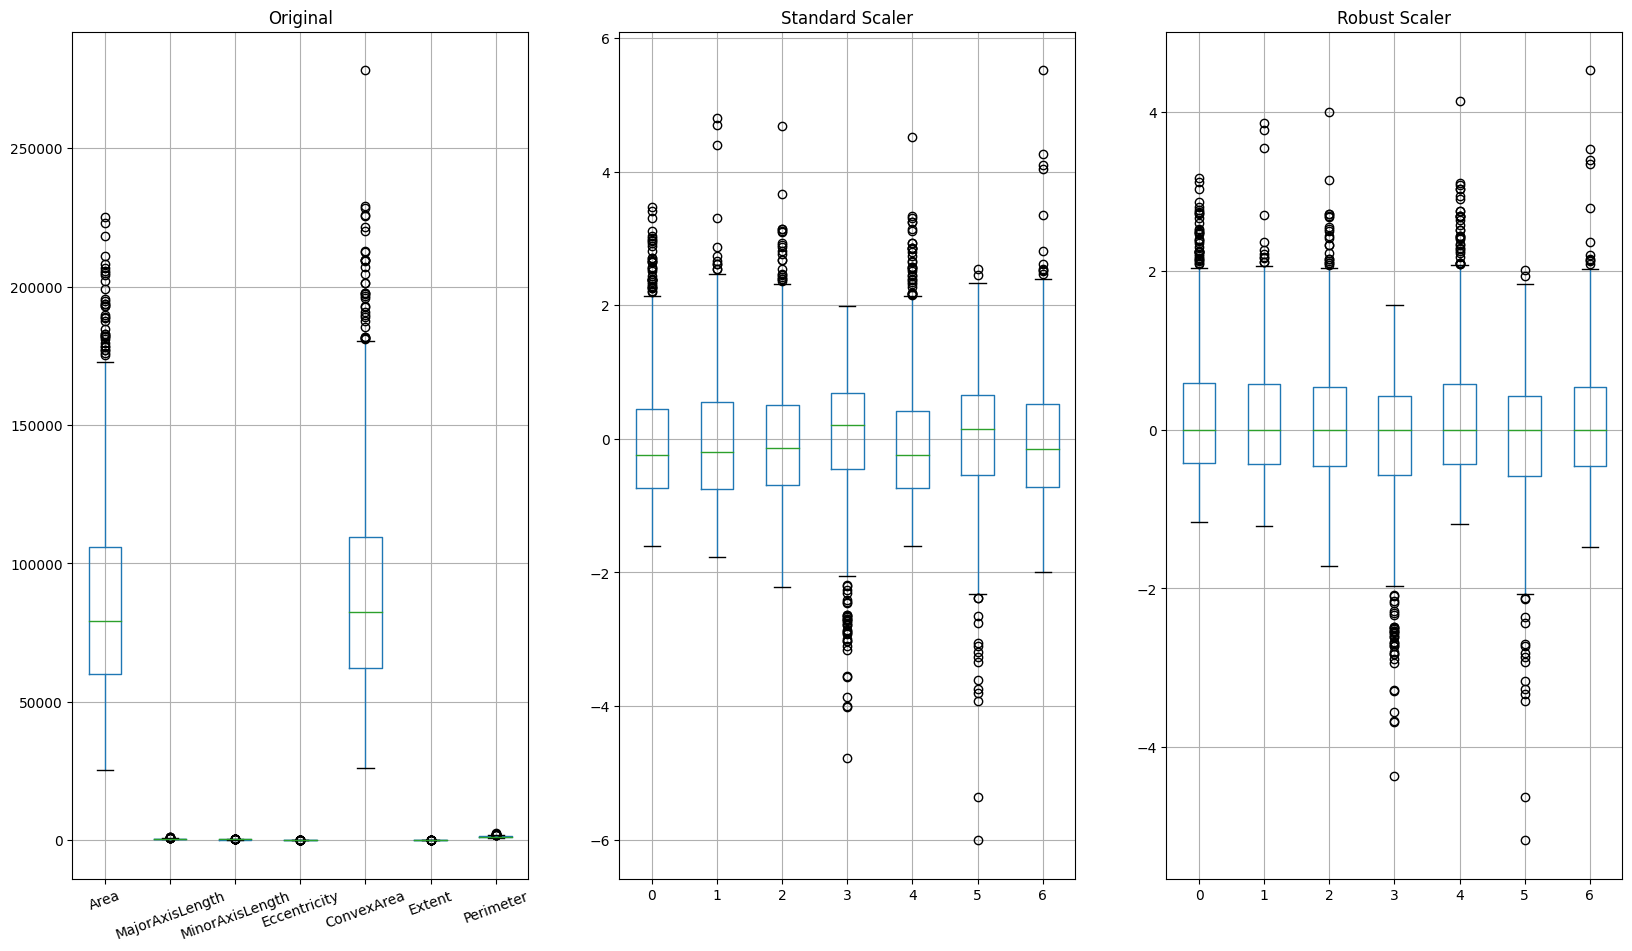 Original
Standard Scaler
Robust Scaler
250000
200000
150000
100000
50000
0
Area
MajorAxisLength
MinorAxisLength
Eccentricity
ConvexArea
Extent
Perimeter
6
4
2
0
−2
−4
−6
0 1 2 3 4 5 6
4
2
0
−2
−4
0 1 2 3 4 5 6